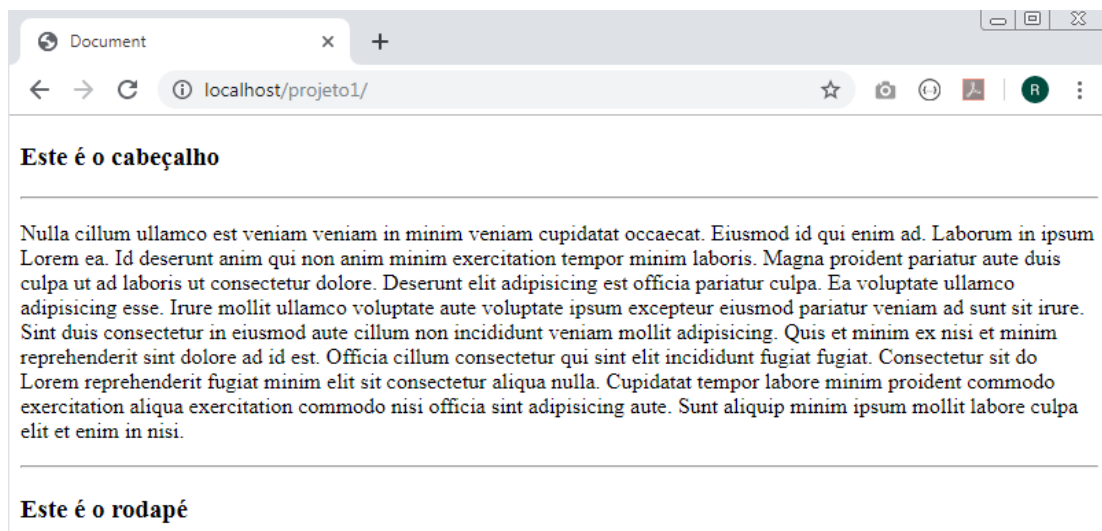 Document
localhost/projeto1/
R
Este é o cabeçalho
Nulla cillum ullamco est veniam veniam in minim veniam cupidatat occaecat. Eiusmod id qui enim ad. Laborum in ipsum
Lorem ea. Id deserunt anim qui non anim minim exercitation tempor minim laboris. Magna proident pariatur aute duis
culpa ut ad laboris ut consectetur dolore. Deserunt elit adipisicing est officia pariatur culpa. Ea voluptate ullamco
adipisicing esse. Irure mollit ullamco voluptate aute voluptate ipsum excepteur eiusmod pariatur veniam ad sunt sit irure.
Sint duis consectetur in eiusmod aute cillum non incididunt veniam mollit adipisicing. Quis et minim ex nisi et minim
reprehenderit sint dolore ad id est. Officia cillum consectetur qui sint elit incididunt fugiat fugiat. Consectetur sit do
Lorem reprehenderit fugiat minim elit sit consectetur aliqua nulla. Cupidatat tempor labore minim proident commodo
exercitation aliqua exercitation commodo nisi officia sint adipisicing aute. Sunt aliquip minim ipsum mollit labore culpa
elit et enim in nisi.
Este é o rodapé